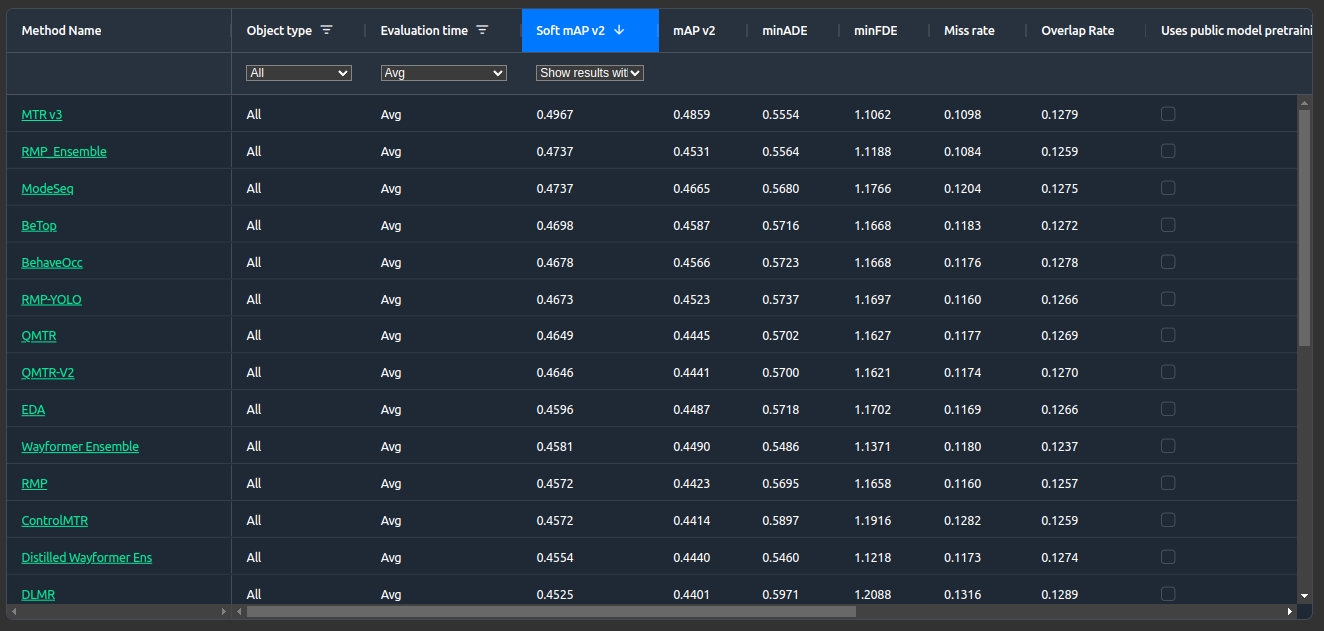 Method Name Object type Evaluation time Soft mAP v2 mAP v2 minADE minFDE Miss rate Overlap Rate Uses public model pretraini
All Avg Show results wit
MTR v3 All Avg 0.4967 0.4859 0.5554 1.1062 0.1098 0.1279
RMP_Ensemble All Avg 0.4737 0.4531 0.5564 1.1188 0.1084 0.1259
ModeSeq All Avg 0.4737 0.4665 0.5680 1.1766 0.1204 0.1275
BeTop All Avg 0.4698 0.4587 0.5716 1.1668 0.1183 0.1272
BehaveOcc All Avg 0.4678 0.4566 0.5723 1.1668 0.1176 0.1278
RMP-YOLO All Avg 0.4673 0.4523 0.5737 1.1697 0.1160 0.1266
QMTR All Avg 0.4649 0.4445 0.5702 1.1627 0.1177 0.1269
QMTR-V2 All Avg 0.4646 0.4441 0.5700 1.1621 0.1174 0.1270
EDA All Avg 0.4596 0.4487 0.5718 1.1702 0.1169 0.1266
Wayformer Ensemble All Avg 0.4581 0.4490 0.5486 1.1371 0.1180 0.1237
RMP All Avg 0.4572 0.4423 0.5695 1.1658 0.1160 0.1257
ControlMTR All Avg 0.4572 0.4414 0.5897 1.1916 0.1282 0.1259
Distilled Wayformer Ens All Avg 0.4554 0.4440 0.5460 1.1218 0.1173 0.1274
DLMR All Avg 0.4525 0.4401 0.5971 1.2088 0.1316 0.1289